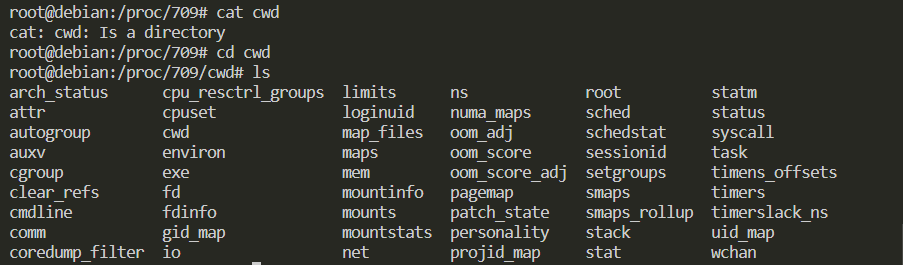 root@debian:/proc/709# cat cwd
cat: cwd: Is a directory
root@debian:/proc/709# cd cwd
root@debian:/proc/709/cwd# ls
arch_status cpu_resctrl_groups limits ns root statm
attr cpuset loginuid numa_maps sched status
autogroup cwd map_files oom_adj schedstat syscall
auxv environ maps oom_score sessionid task
cgroup exe mem oom_score_adj setgroups timens_offsets
clear_refs fd mountinfo pagemap smaps timers
cmdline fdinfo mounts patch_state smaps_rollup timerslack_ns
comm gid_map mountstats personality stack uid_map
coredump_filter io net projid_map stat wchan